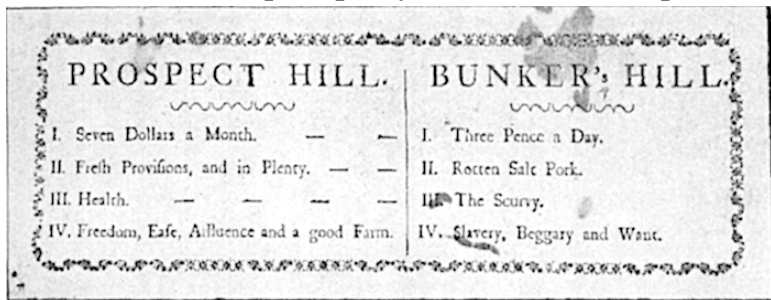 PROSPECT HILL.
I. Seven Dollars a Month. — —
II. Freſh Proviſions, and in Plenty. — —
III. Health. — — — —
IV. Freedom, Eaſe, Affluence and a good Farm.
BUNKER's HILL.
I. Three Pence a Day.
II. Rotten Salt Pork.
III. The Scurvy.
IV. Slavery, Beggary and Want.